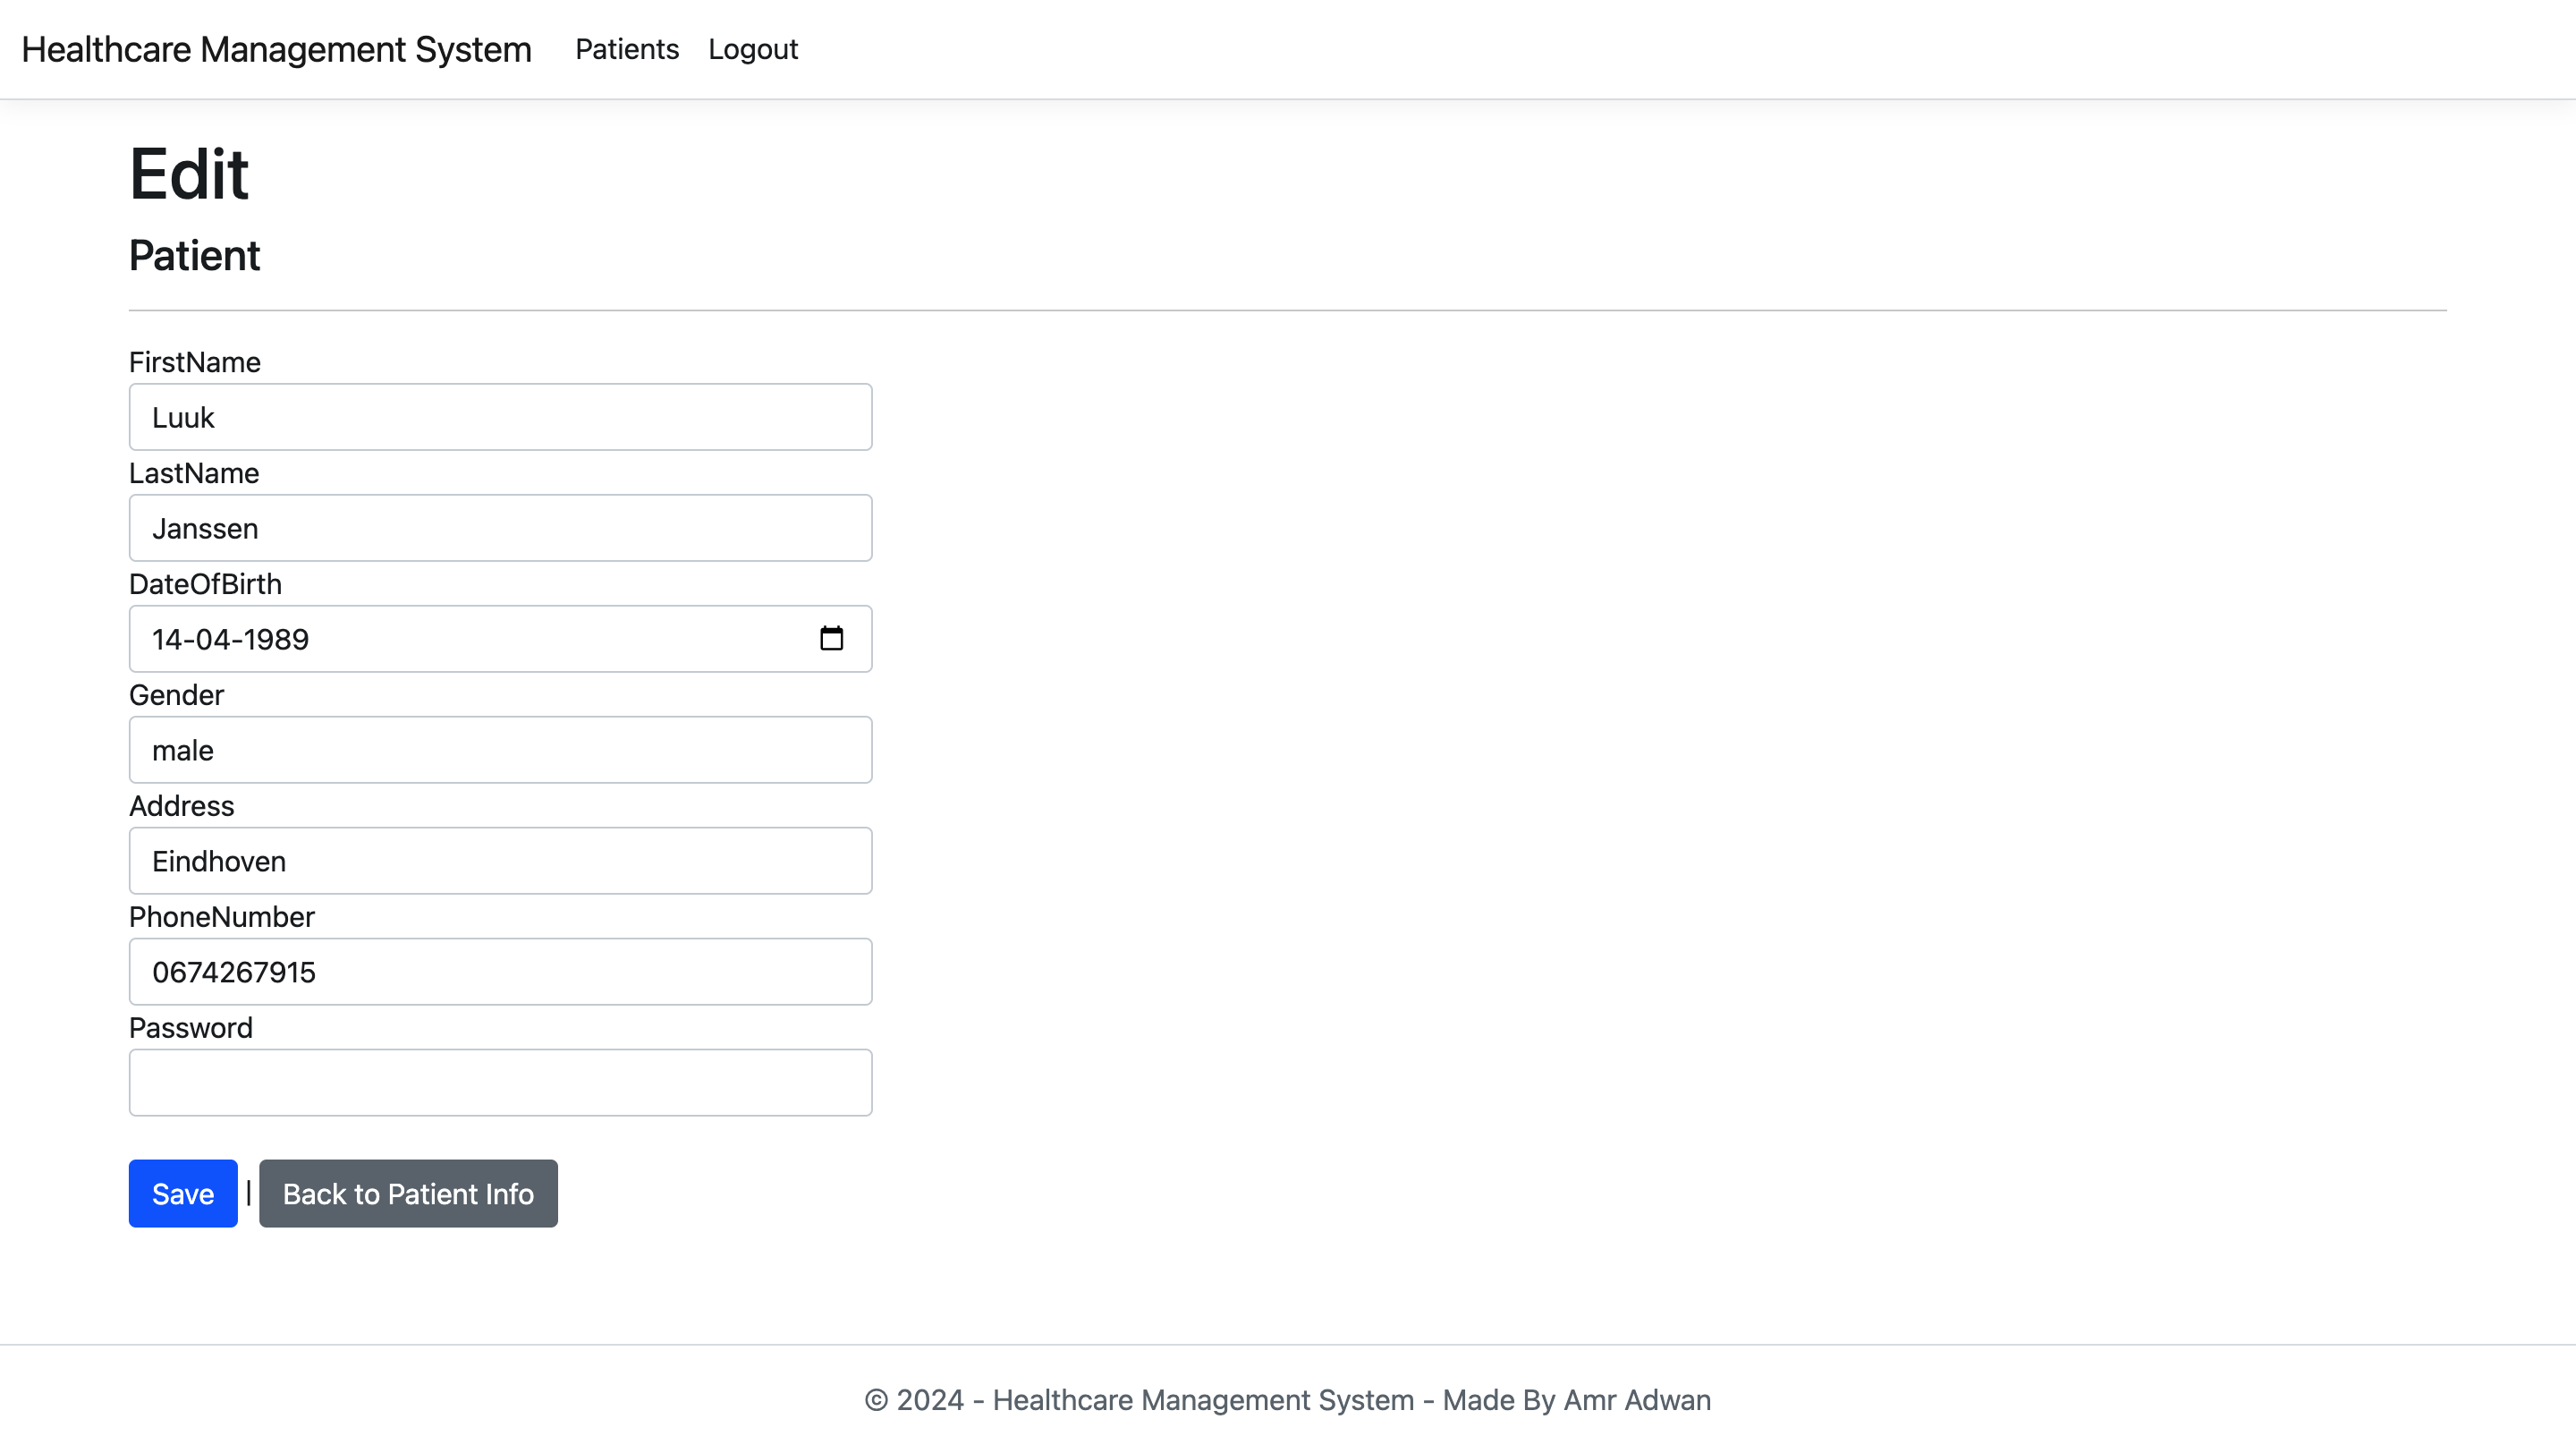 Healthcare Management System Patients Logout
Edit
Patient
FirstName
Luuk
LastName
Janssen
DateOfBirth
14-04-1989
Gender
male
Address
Eindhoven
PhoneNumber
0674267915
Password
Save | Back to Patient Info
© 2024 - Healthcare Management System - Made By Amr Adwan